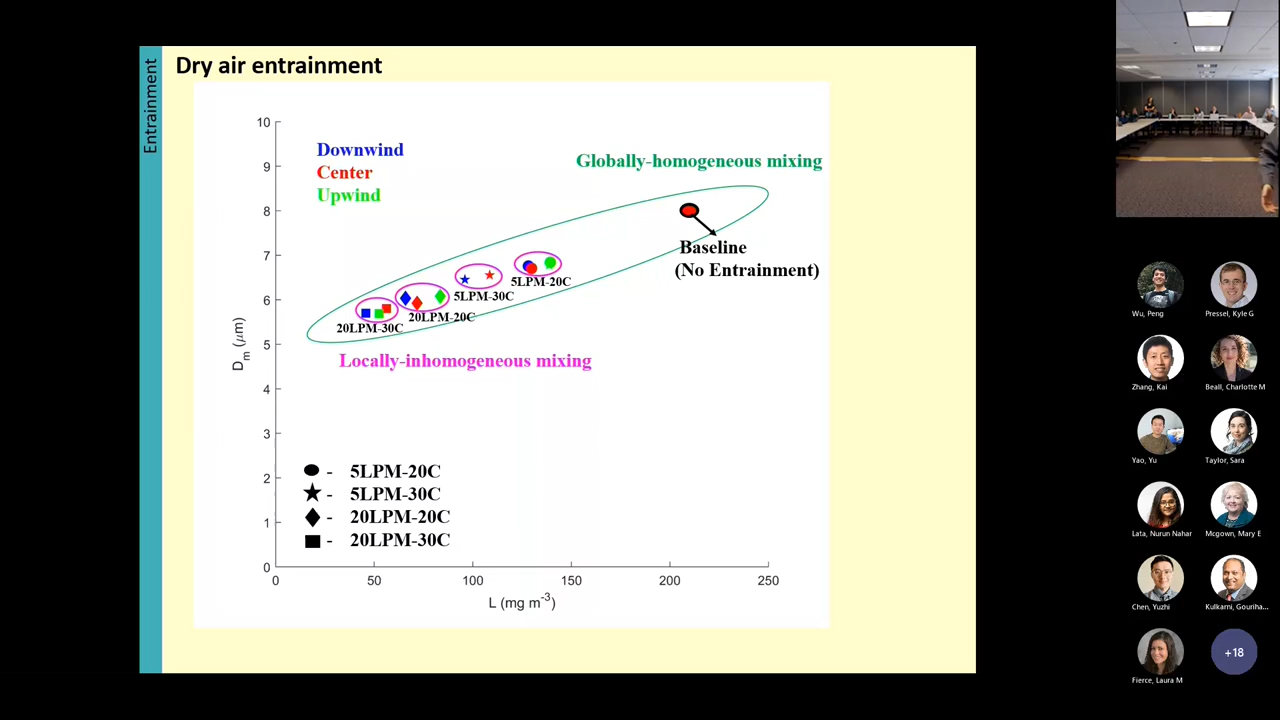 Entrainment
Dry air entrainment
10
9
8
7
6
5
4
3
2
1
0
D_m (μm)
Downwind
Center
Upwind
Globally-homogeneous mixing
Baseline
(No Entrainment)
5LPM-20C
5LPM-30C
20LPM-20C
20LPM-30C
Locally-inhomogeneous mixing
- 5LPM-20C
- 5LPM-30C
- 20LPM-20C
- 20LPM-30C
0 50 100 150 200 250
L (mg m⁻³)
Wu, Peng
Pressel, Kyle G
Zhang, Kai
Beall, Charlotte M
Yao, Yu
Taylor, Sara
Lata, Nurun Nahar
Mcgown, Mary E
Chen, Yuzhi
Kulkarni, Gouriha...
Fierce, Laura M
+18